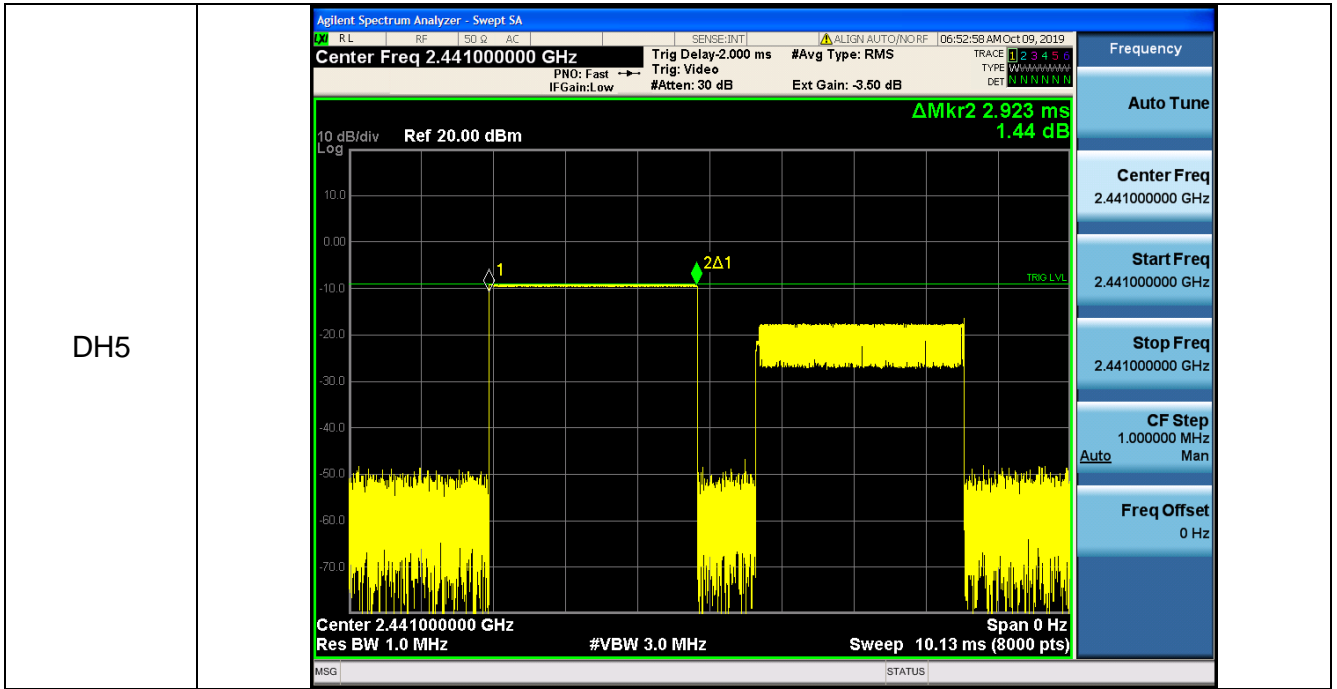 DH5
Agilent Spectrum Analyzer - Swept SA
LXI RL RF 50 Ω AC SENSE:INT ALIGN AUTO/NO RF 06:52:58 AM Oct 09, 2019
Center Freq 2.441000000 GHz
PNO: Fast
IFGain:Low
Trig Delay-2.000 ms
Trig: Video
#Atten: 30 dB
#Avg Type: RMS
Ext Gain: -3.50 dB
TRACE 1 2 3 4 5 6
TYPE WWWWWW
DET N N N N N N
ΔMkr2 2.923 ms
1.44 dB
10 dB/div Ref 20.00 dBm
Log
10.0
0.00
-10.0
-20.0
-30.0
-40.0
-50.0
-60.0
-70.0
1
2Δ1
TRIG LVL
Center 2.441000000 GHz Span 0 Hz
Res BW 1.0 MHz #VBW 3.0 MHz Sweep 10.13 ms (8000 pts)
MSG STATUS
Frequency
Auto Tune
Center Freq
2.441000000 GHz
Start Freq
2.441000000 GHz
Stop Freq
2.441000000 GHz
CF Step
1.000000 MHz
Auto Man
Freq Offset
0 Hz